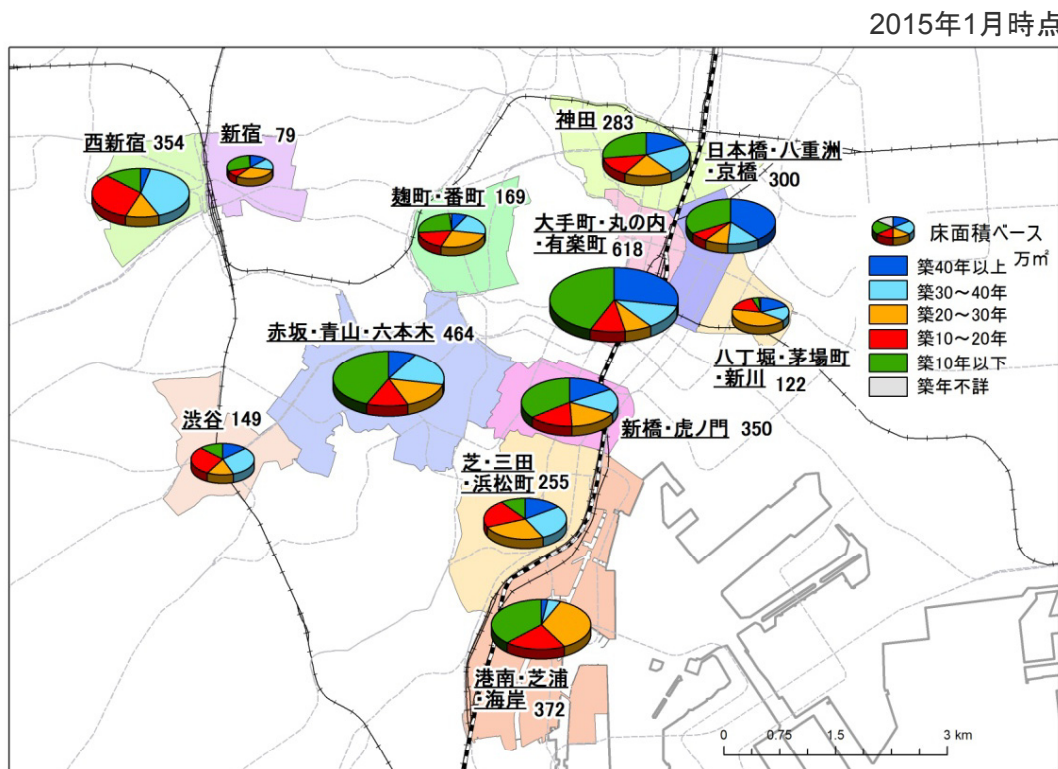 2015年1月時点
西新宿 354
新宿 79
神田 283
日本橋・八重洲
・京橋
300
麹町・番町 169
大手町・丸の内
・有楽町
618
床面積ベース
万㎡
築40年以上
築30～40年
築20～30年
築10～20年
築10年以下
築年不詳
赤坂・青山・六本木 464
八丁堀・茅場町
・新川
122
渋谷 149
新橋・虎ノ門 350
芝・三田
・浜松町 255
港南・芝浦
・海岸
372
0 0.75 1.5 3 km